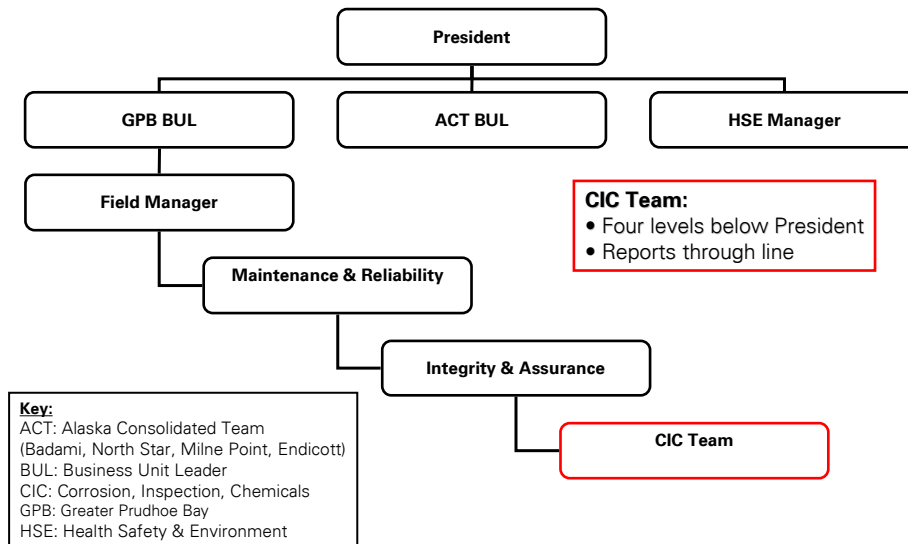 President
GPB BUL
ACT BUL
HSE Manager
Field Manager
CIC Team:
• Four levels below President
• Reports through line
Maintenance & Reliability
Integrity & Assurance
CIC Team
Key:
ACT: Alaska Consolidated Team
(Badami, North Star, Milne Point, Endicott)
BUL: Business Unit Leader
CIC: Corrosion, Inspection, Chemicals
GPB: Greater Prudhoe Bay
HSE: Health Safety & Environment